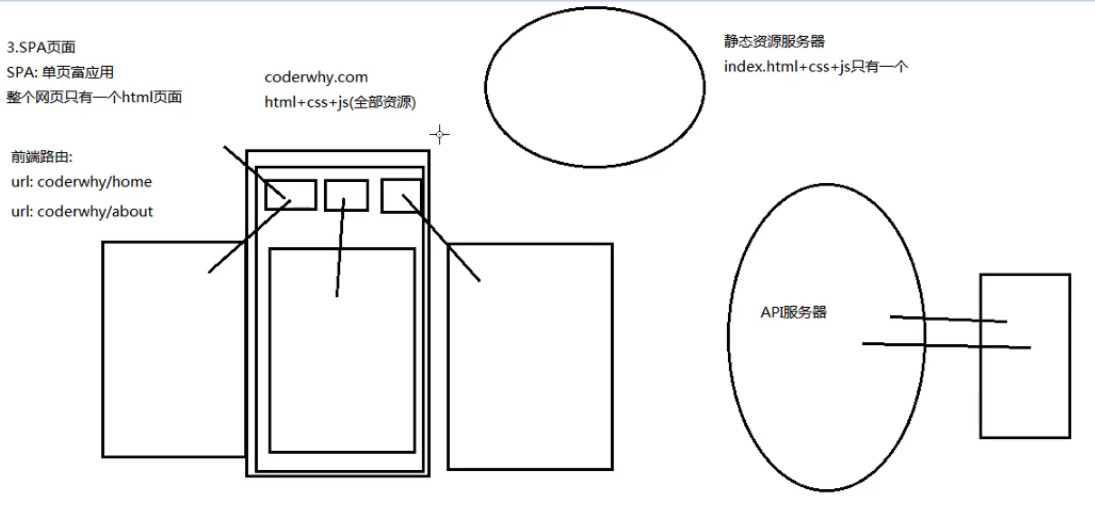 3.SPA页面
SPA: 单页富应用
整个网页只有一个html页面
前端路由:
url: coderwhy/home
url: coderwhy/about
coderwhy.com
html+css+js(全部资源)
静态资源服务器
index.html+css+js只有一个
API服务器